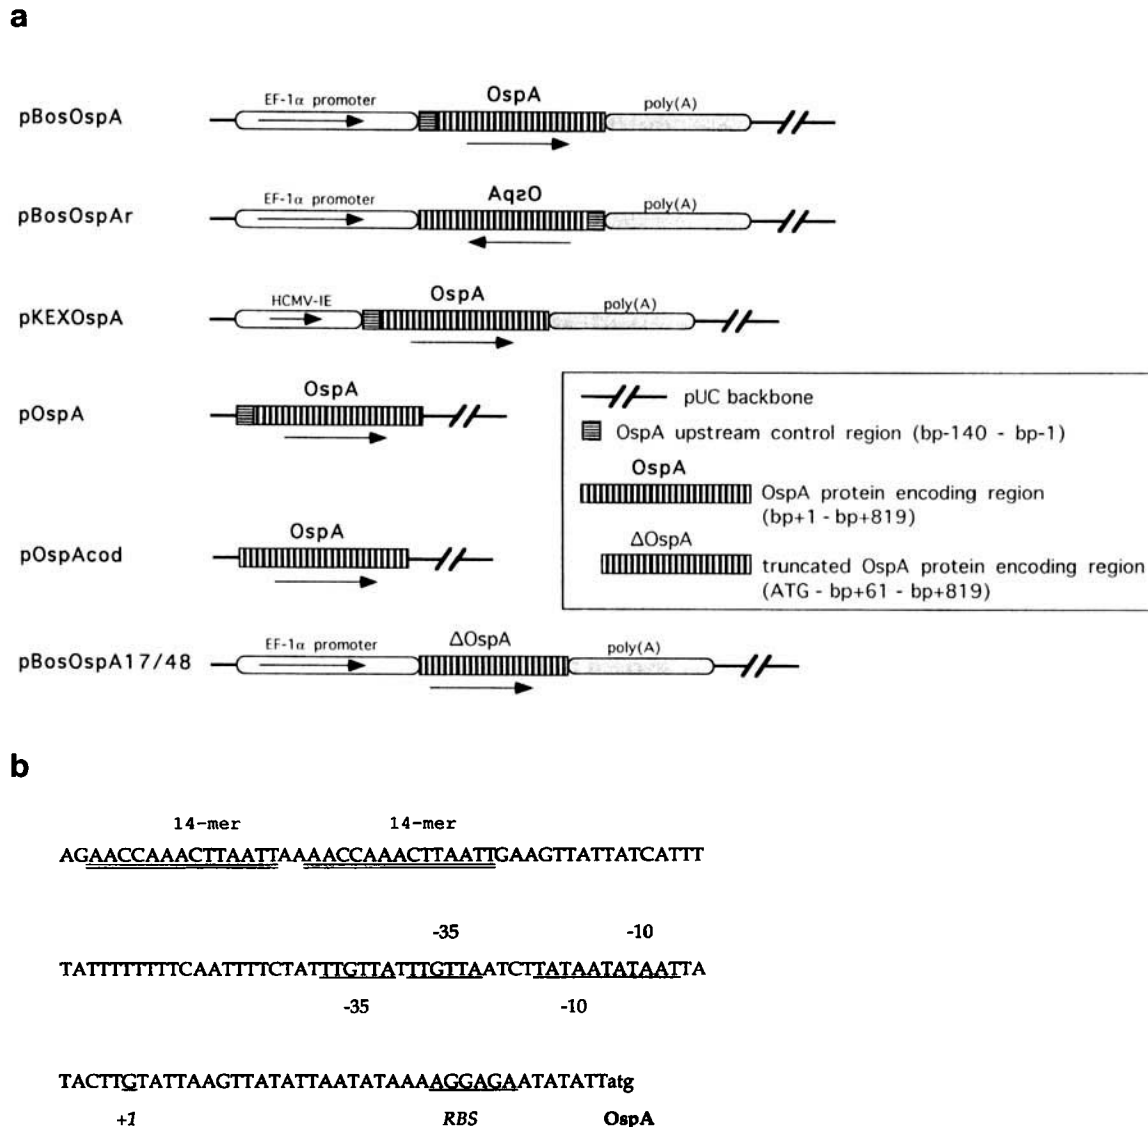 a
pBosOspA
EF-1α promoter
OspA
poly(A)
pBosOspAr
EF-1α promoter
OspA
poly(A)
pKEXOspA
HCMV-IE
OspA
poly(A)
pOspA
OspA
pOspAcod
OspA
pBosOspA17/48
EF-1α promoter
ΔOspA
poly(A)
pUC backbone
OspA upstream control region (bp-140 - bp-1)
OspA
OspA protein encoding region
(bp+1 - bp+819)
ΔOspA
truncated OspA protein encoding region
(ATG - bp+61 - bp+819)
b
14-mer 14-mer
AGAACCAAACTTAATTAAAACCAAACTTAATTGAAGTTATTATCATTT
-35 -10
TATTTTTTTTTCAATTTTCTATTTGTTATTTGTTAATCTTATAATATAATTA
-35 -10
TACTTGTATTAAGTTATATTAATATAAAAGGAGAATATATTatg
+1 RBS OspA